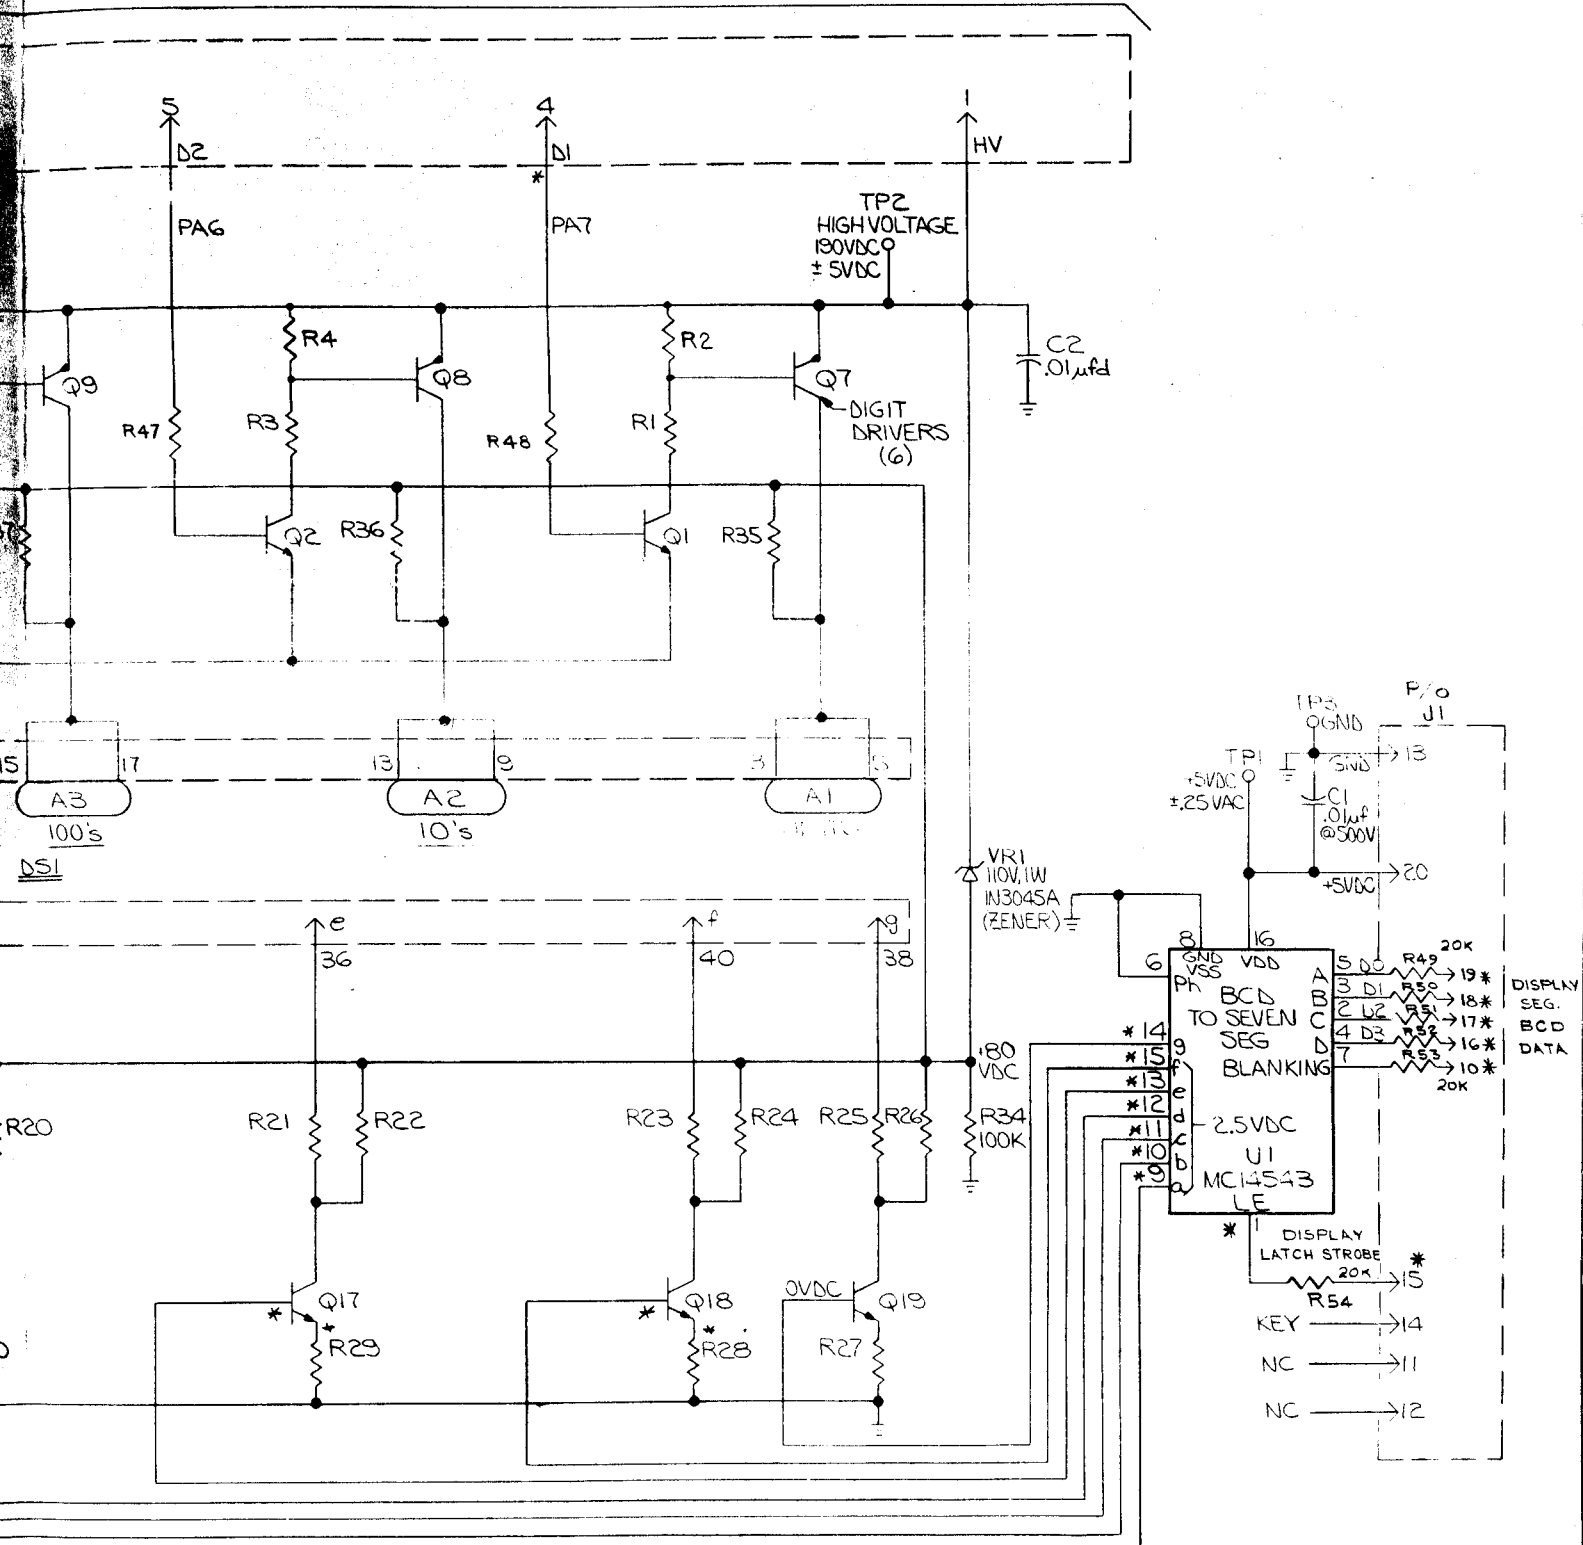 5
4
1
D2
D1
HV
*
PA6
PA7
TP2
HIGH VOLTAGE
190VDC
± 5VDC
R4
R2
C2
.01µfd
Q9
Q8
Q7
R47
R3
R48
R1
DIGIT
DRIVERS
(6)
Q2
R36
Q1
R35
P/O
J1
TP3
GND
13
GND
TP1
+5VDC
±.25VAC
C1
.01µf
@500V
20
+5VDC
15
17
13
9
A3
A2
A1
100's
10's
DS1
VR1
110V,1W
1N3045A
(ZENER)
e
f
g
36
40
38
8
16
6
GND
VSS
VDD
Ph
BCD
TO SEVEN
SEG
BLANKING
A
B
C
D
5 D0
3 D1
2 D2
4 D3
7
R49
20K
R50
R51
R52
R53
20K
19*
18*
17*
16*
10*
DISPLAY
SEG.
BCD
DATA
*14
*15
*13
*12
*11
*10
*9
g
f
e
d
c
b
a
2.5VDC
U1
MC14543
LE
1
*
80
VDC
R20
R21
R22
R23
R24
R25
R26
R34
100K
DISPLAY
LATCH STROBE
20K
R54
*
15
KEY
14
NC
11
NC
12
Q17
*
*
R29
Q18
*
*
R28
0VDC
Q19
R27